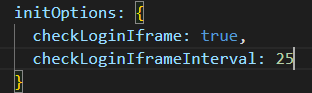 initOptions: {
  checkLoginIframe: true,
  checkLoginIframeInterval: 25
}